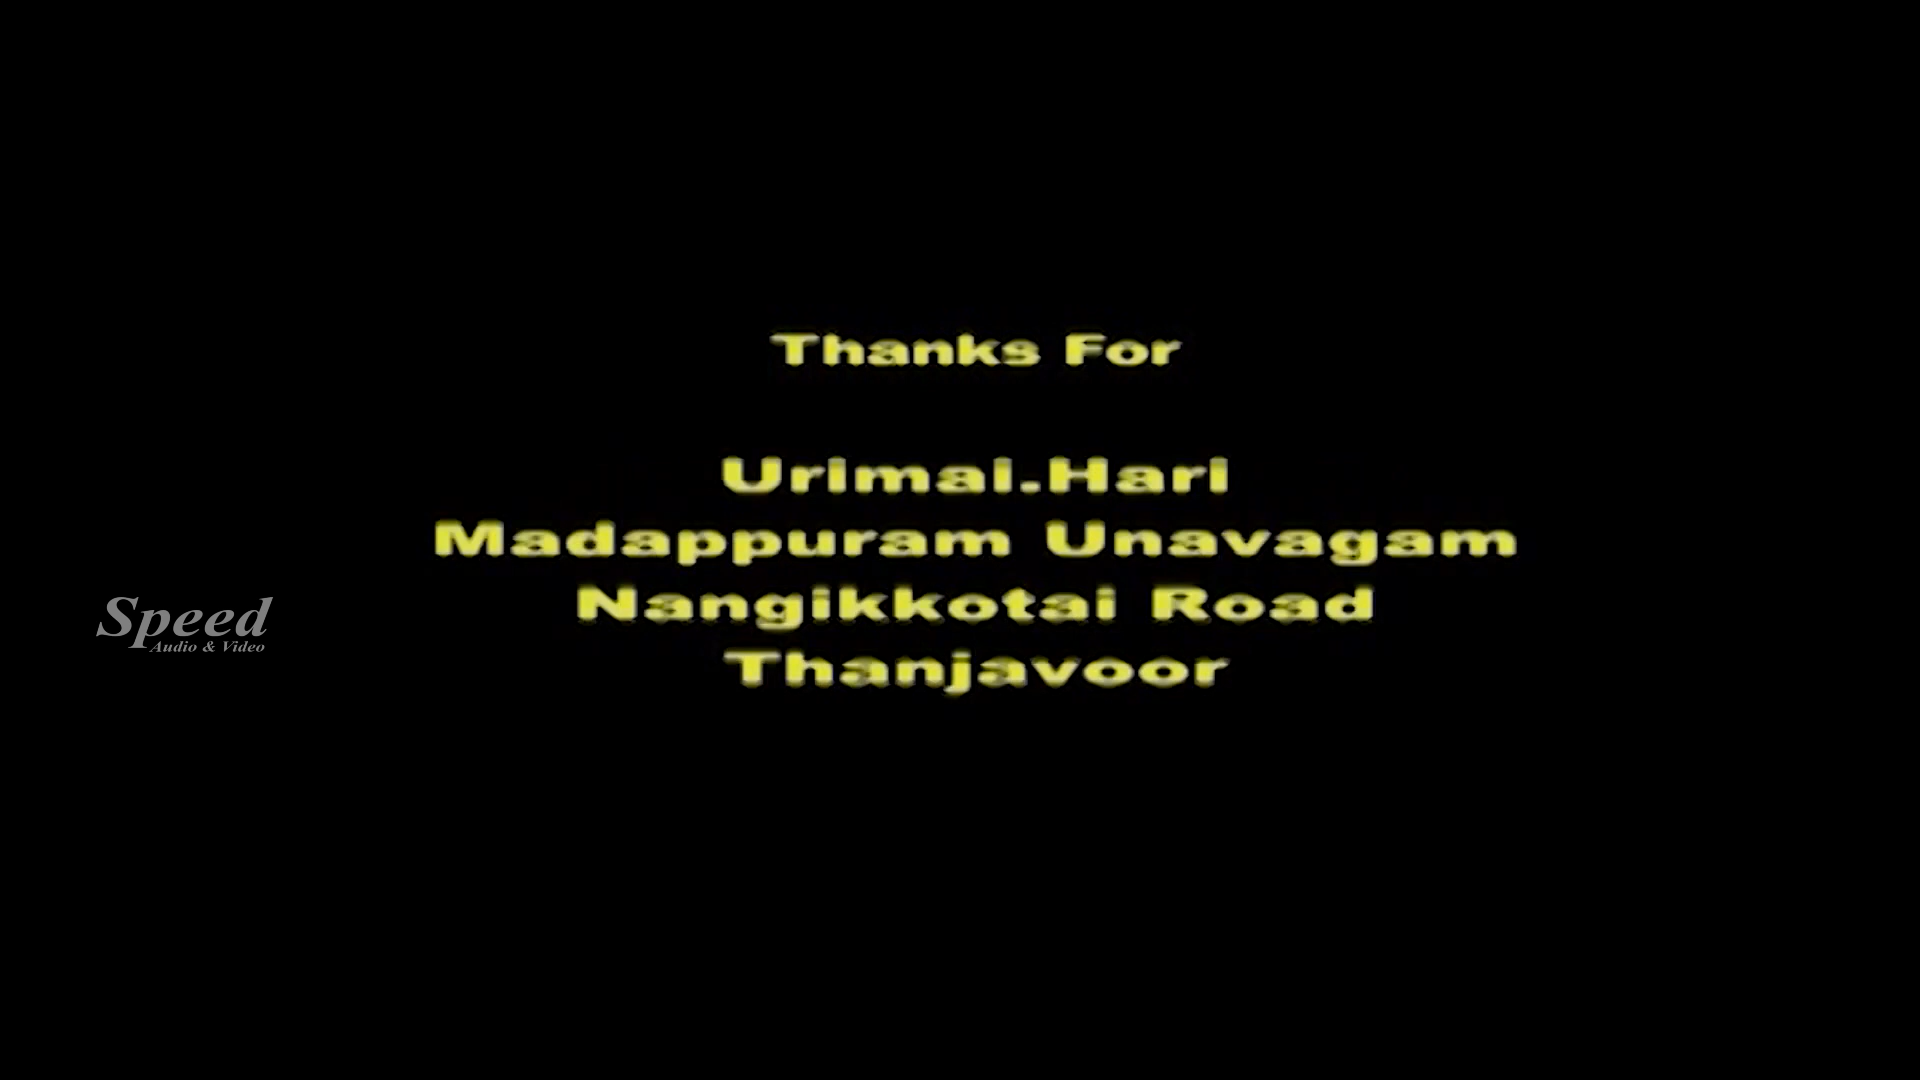 Thanks For
Urimai.Hari
Madappuram Unavagam
Nangikkotai Road
Thanjavoor
Speed
Audio & Video